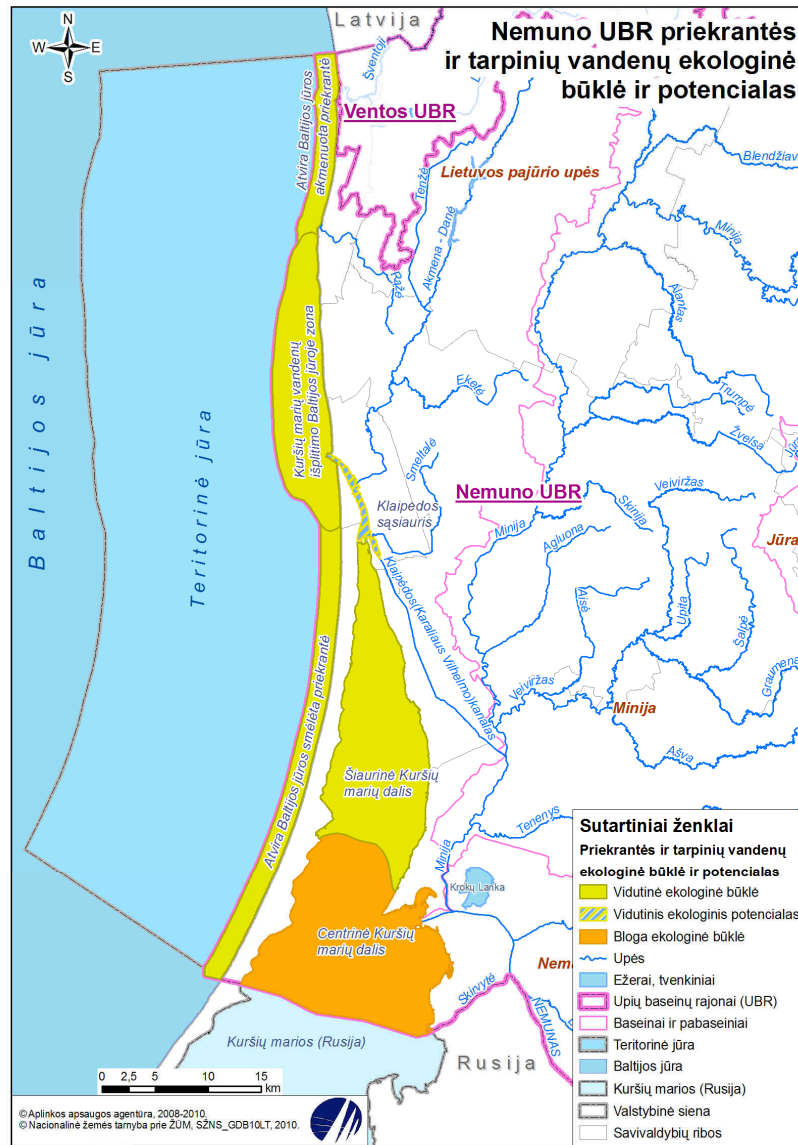 Nemuno UBR priekrantės
ir tarpinių vandenų ekologinė
būklė ir potencialas
N
W
E
S
Latvija
Šventoji
Ventos UBR
Atvira Baltijos jūros
akmenuota priekrantė
Lietuvos pajūrio upės
Tenžė
Akmena - Danė
Blendžiav
Minija
Alantas
Baltijos jūra
Teritorinė jūra
Kuršių marių vandenų
išplitimo Baltijos jūroje zona
Eketė
Smeltalė
Trumpė
Žvelsa
Nemuno UBR
Klaipėdos
sąsiauris
Minija
Agluona
Skinija
Veiviržas
Jūra
Aisė
Upita
Šalpė
Graumena
Klaipėdos(Karaliaus Vilhelmo)kanalas
Veiviržas
Minija
Ašva
Atvira Baltijos jūros smėlėta priekrantė
Šiaurinė Kuršių
marių dalis
Tenenys
Minija
Krokų Lanka
Centrinė Kuršių
marių dalis
Skirvytė
NEMUNAS
Kuršių marios (Rusija)
Rusija
Sutartiniai ženklai
Priekrantės ir tarpinių vandenų
ekologinė būklė ir potencialas
Vidutinė ekologinė būklė
Vidutinis ekologinis potencialas
Bloga ekologinė būklė
Upės
Ežerai, tvenkiniai
Upių baseinų rajonai (UBR)
Baseinai ir pabaseiniai
Teritorinė jūra
Baltijos jūra
Kuršių marios (Rusija)
Valstybinė siena
Savivaldybių ribos
0 2,5 5 10 15
km
© Aplinkos apsaugos agentūra, 2008-2010.
© Nacionalinė žemės tarnyba prie ŽŪM, SŽNS_GDB10LT, 2010.